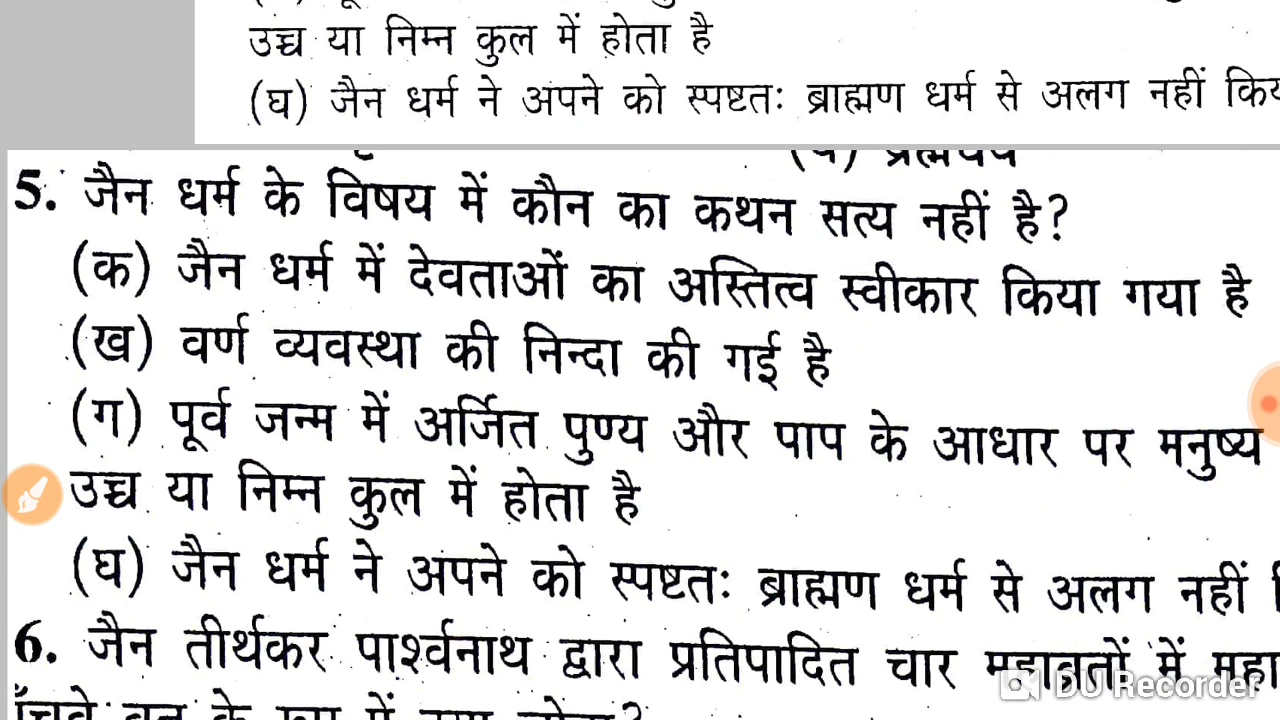 उच्च या निम्न कुल में होता है
(घ) जैन धर्म ने अपने को स्पष्टतः ब्राह्मण धर्म से अलग नहीं
5. जैन धर्म के विषय में कौन का कथन सत्य नहीं है?
(क) जैन धर्म में देवताओं का अस्तित्व स्वीकार किया गया है
(ख) वर्ण व्यवस्था की निन्दा की गई है
(ग) पूर्व जन्म में अर्जित पुण्य और पाप के आधार पर मनुष्य
उच्च या निम्न कुल में होता है
(घ) जैन धर्म ने अपने को स्पष्टतः ब्राह्मण धर्म से अलग नहीं
6. जैन तीर्थकर पार्श्वनाथ द्वारा प्रतिपादित चार महाव्रतों में महा
DU Recorder